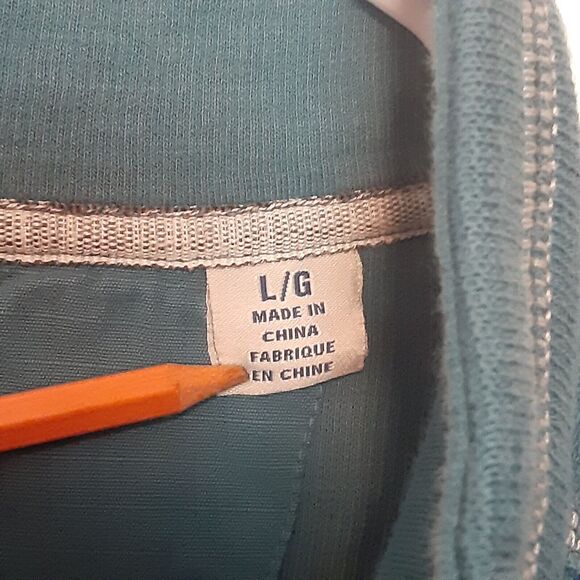 L/G
MADE IN
CHINA
FABRIQUE
EN CHINE